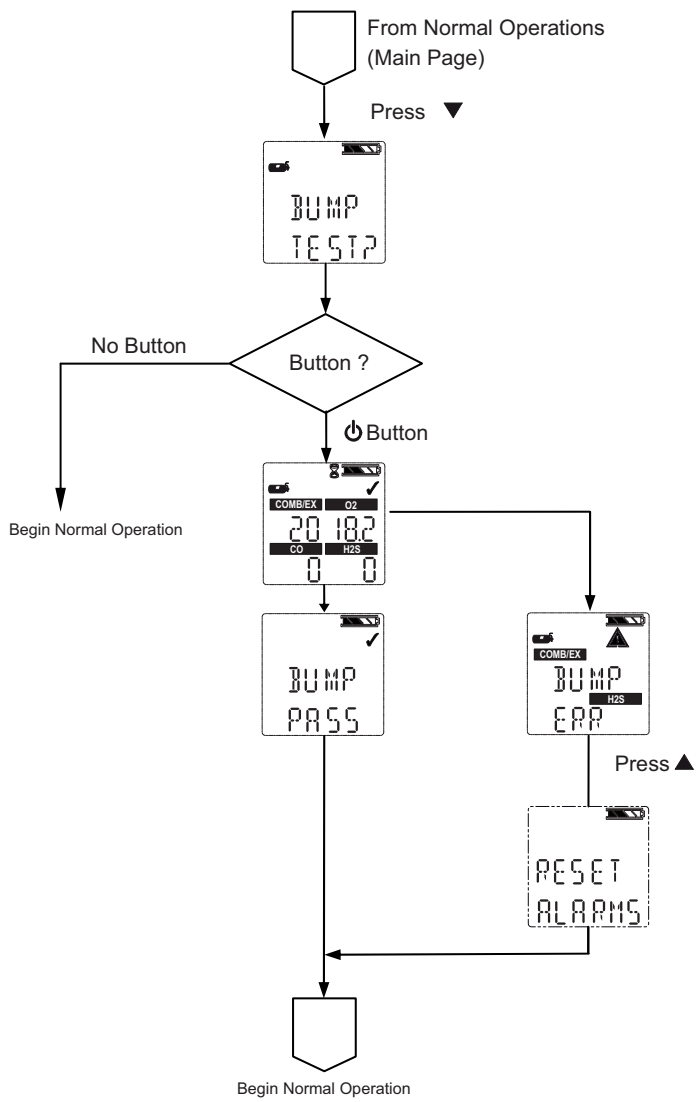 From Normal Operations
(Main Page)
Press ▼
BUMP
TEST?
No Button
Button ?
Button
Begin Normal Operation
COMB/EX O2
20 18.2
CO H2S
0 0
BUMP
PASS
COMB/EX
BUMP
H2S
ERR
Press ▲
RESET
ALARMS
Begin Normal Operation